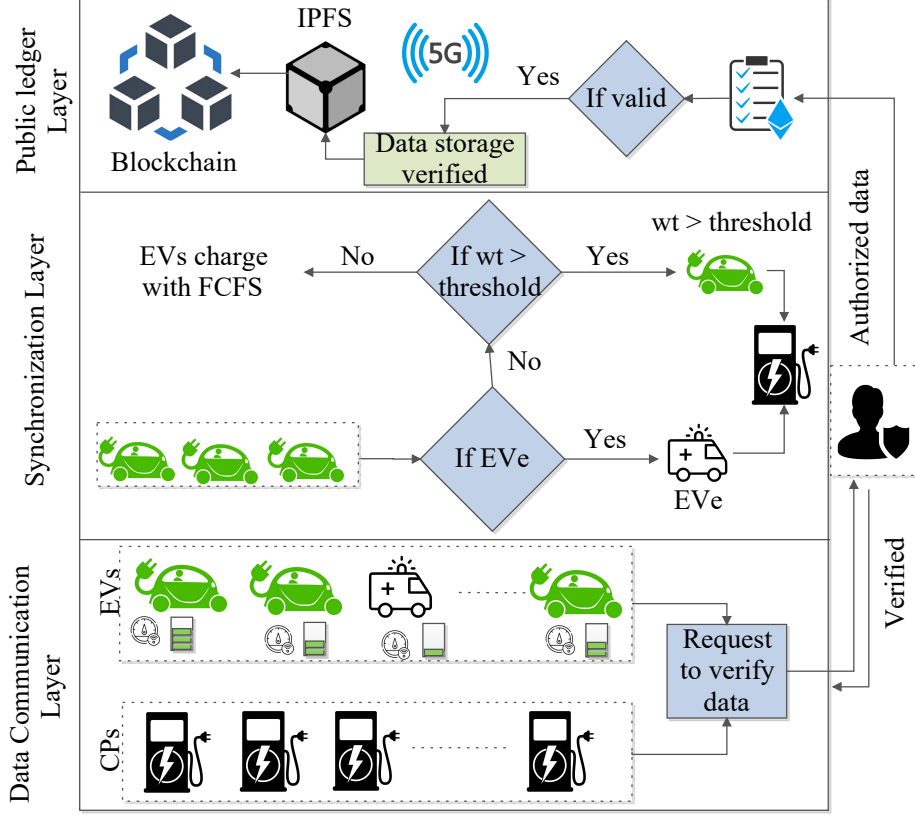 Public ledger
Layer
IPFS
5G
Yes
If valid
Blockchain
Data storage
verified
Synchronization Layer
EVs charge
with FCFS
No
If wt >
threshold
Yes
wt > threshold
No
If EVe
Yes
EVe
Authorized data
Verified
Data Communication
Layer
EVs
CPs
Request
to verify
data